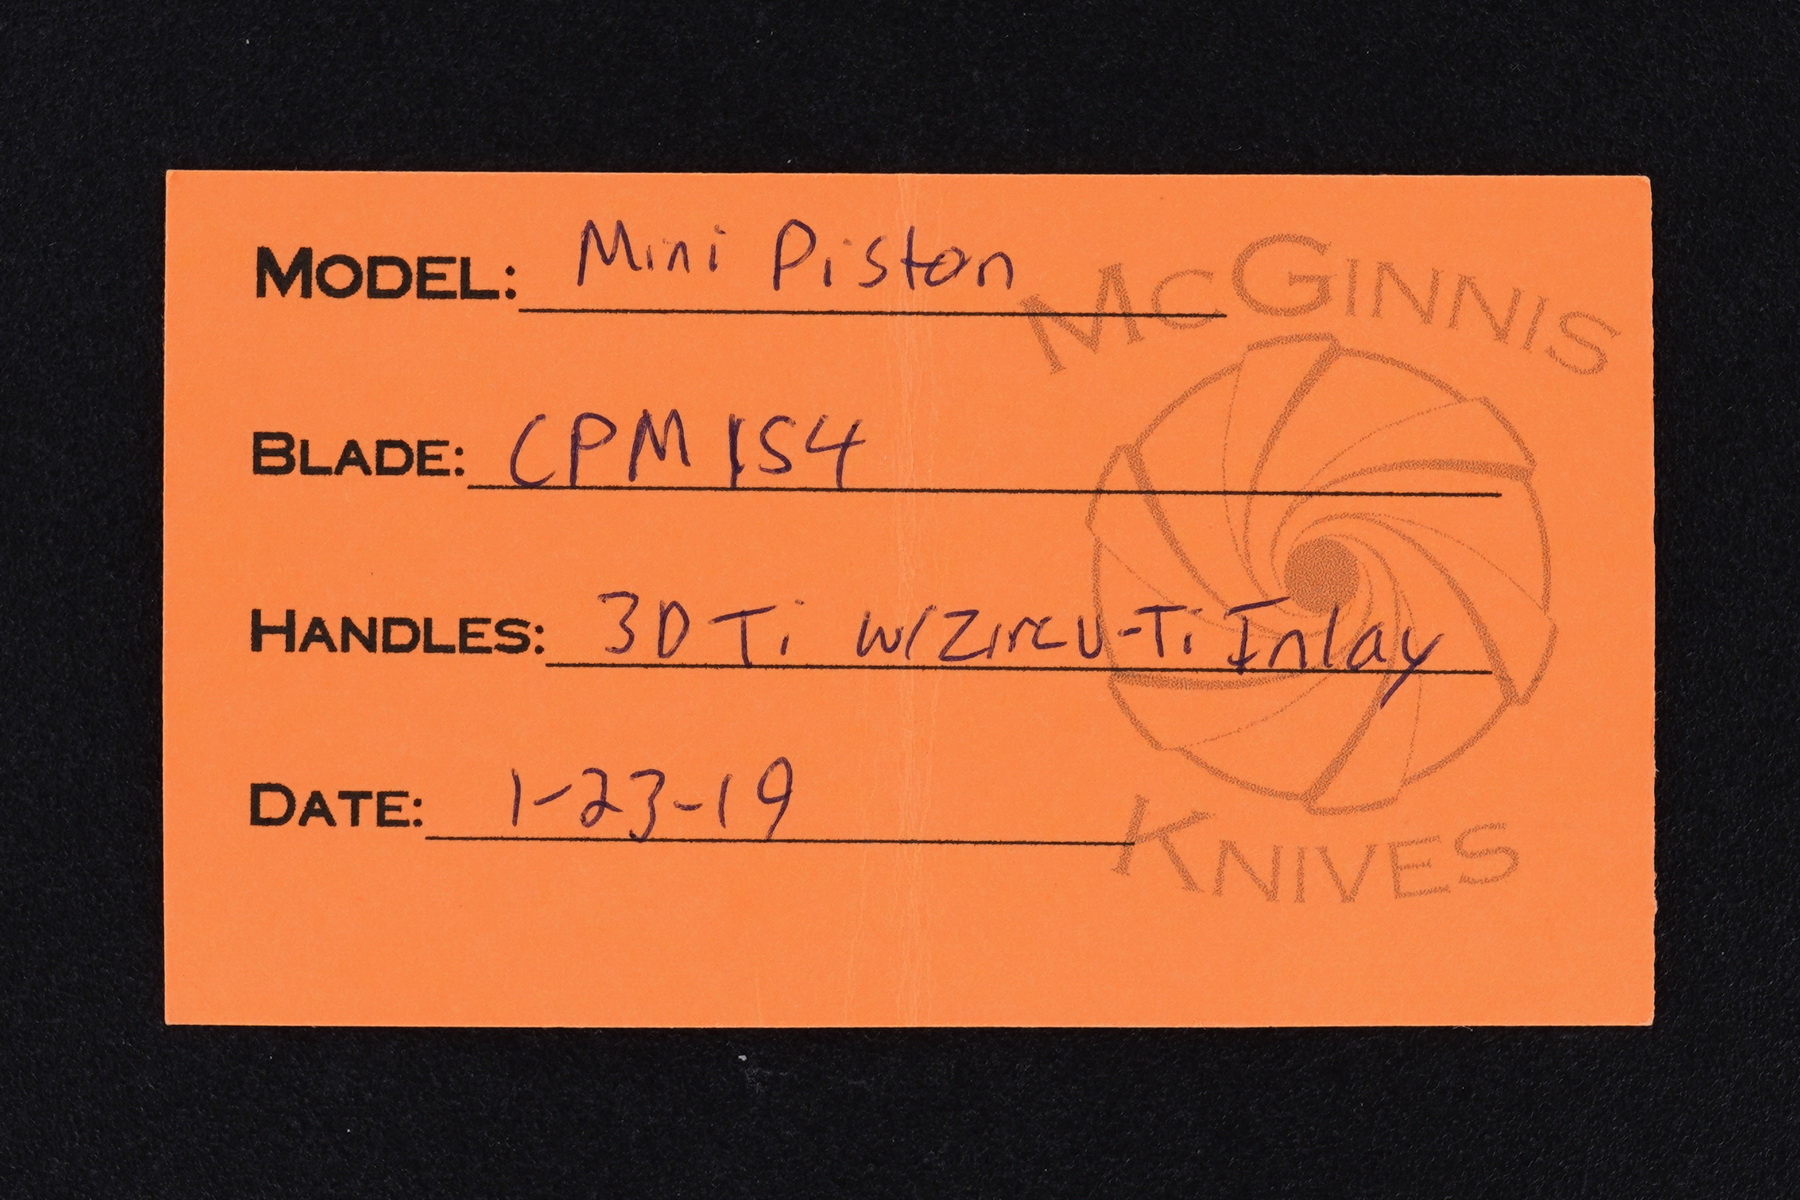 MODEL: Mini Piston
MCGINNIS
BLADE: CPM 154
HANDLES: 3D Ti w/Zircu-Ti Inlay
DATE: 1-23-19
KNIVES